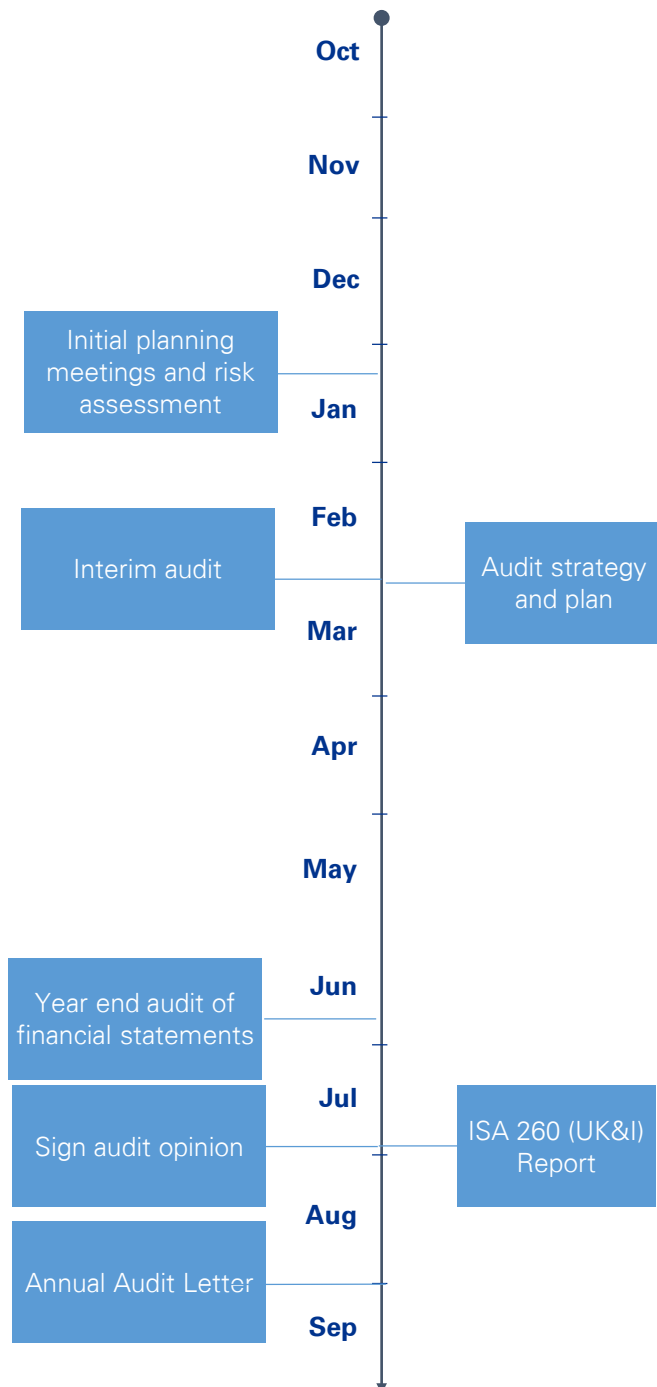 Oct
Nov
Dec
Initial planning
meetings and risk
assessment
Jan
Feb
Interim audit
Audit strategy
and plan
Mar
Apr
May
Jun
Year end audit of
financial statements
Jul
Sign audit opinion
ISA 260 (UK&I)
Report
Aug
Annual Audit Letter
Sep